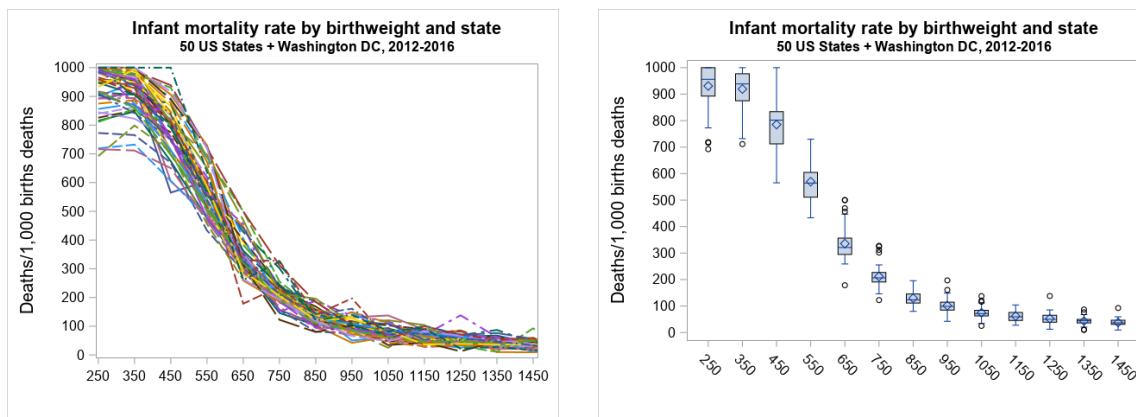 Infant mortality rate by birthweight and state
50 US States + Washington DC, 2012-2016
Deaths/1,000 births deaths
1000
900
800
700
600
500
400
300
200
100
0
250 350 450 550 650 750 850 950 1050 1150 1250 1350 1450
Infant mortality rate by birthweight and state
50 US States + Washington DC, 2012-2016
Deaths/1,000 births deaths
1000
900
800
700
600
500
400
300
200
100
0
250 350 450 550 650 750 850 950 1050 1150 1250 1350 1450